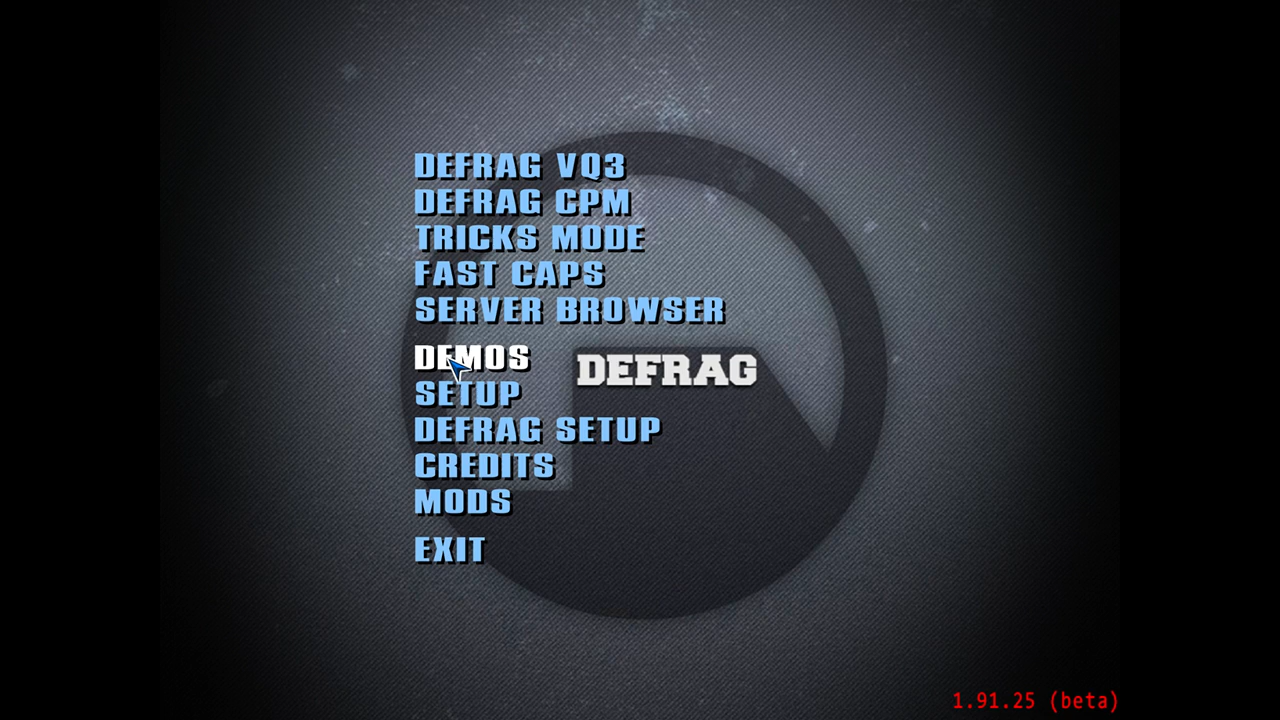 DEFRAG VQ3
DEFRAG CPM
TRICKS MODE
FAST CAPS
SERVER BROWSER
DEMOS
DEFRAG
SETUP
DEFRAG SETUP
CREDITS
MODS
EXIT
1.91.25 (beta)